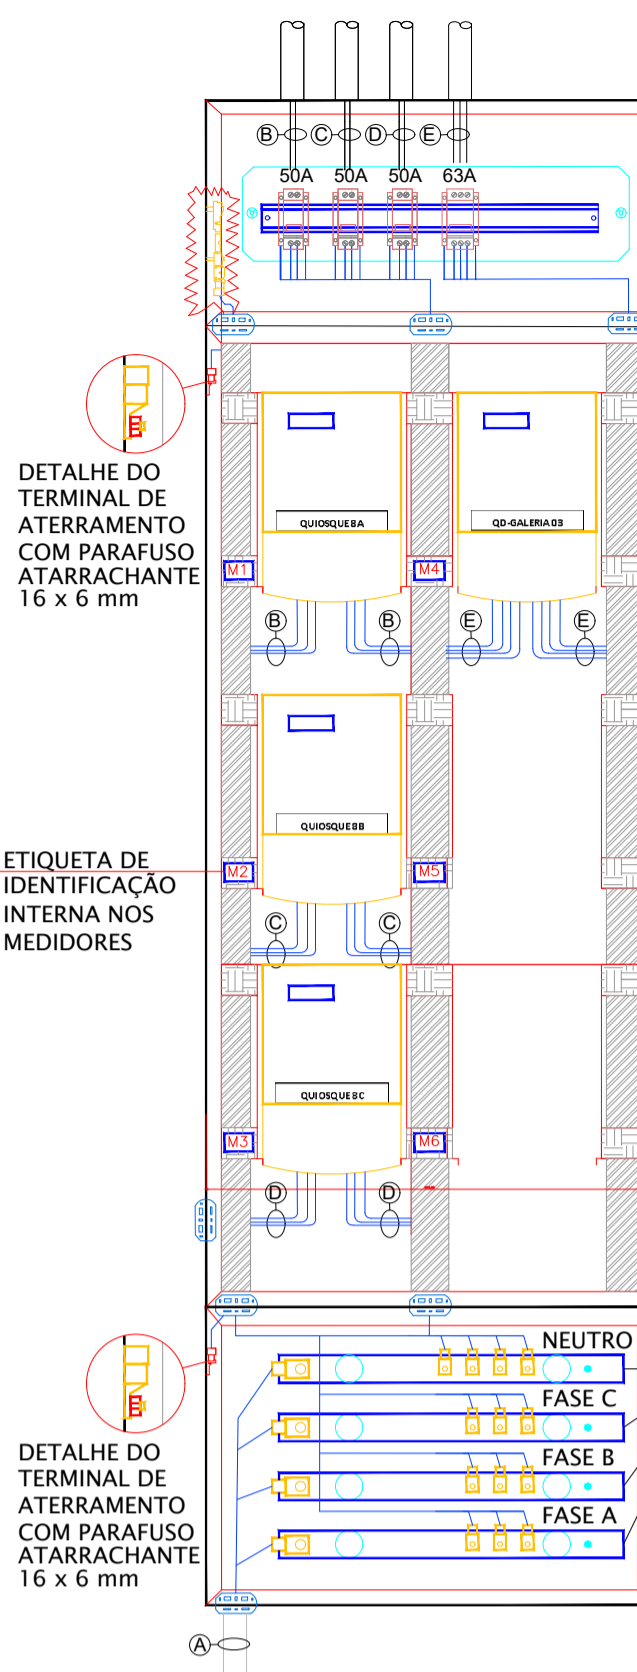 B C D E
50A 50A 50A 63A
DETALHE DO
TERMINAL DE
ATERRAMENTO
COM PARAFUSO
ATARRACHANTE
16 x 6 mm
QUIOSQUE 8A
QD-GALERIA 03
M1
M4
B B E E
QUIOSQUE 8B
ETIQUETA DE
IDENTIFICAÇÃO
INTERNA NOS
MEDIDORES
M2
M5
C C
QUIOSQUE 8C
M3
M6
D D
NEUTRO
FASE C
FASE B
FASE A
DETALHE DO
TERMINAL DE
ATERRAMENTO
COM PARAFUSO
ATARRACHANTE
16 x 6 mm
A